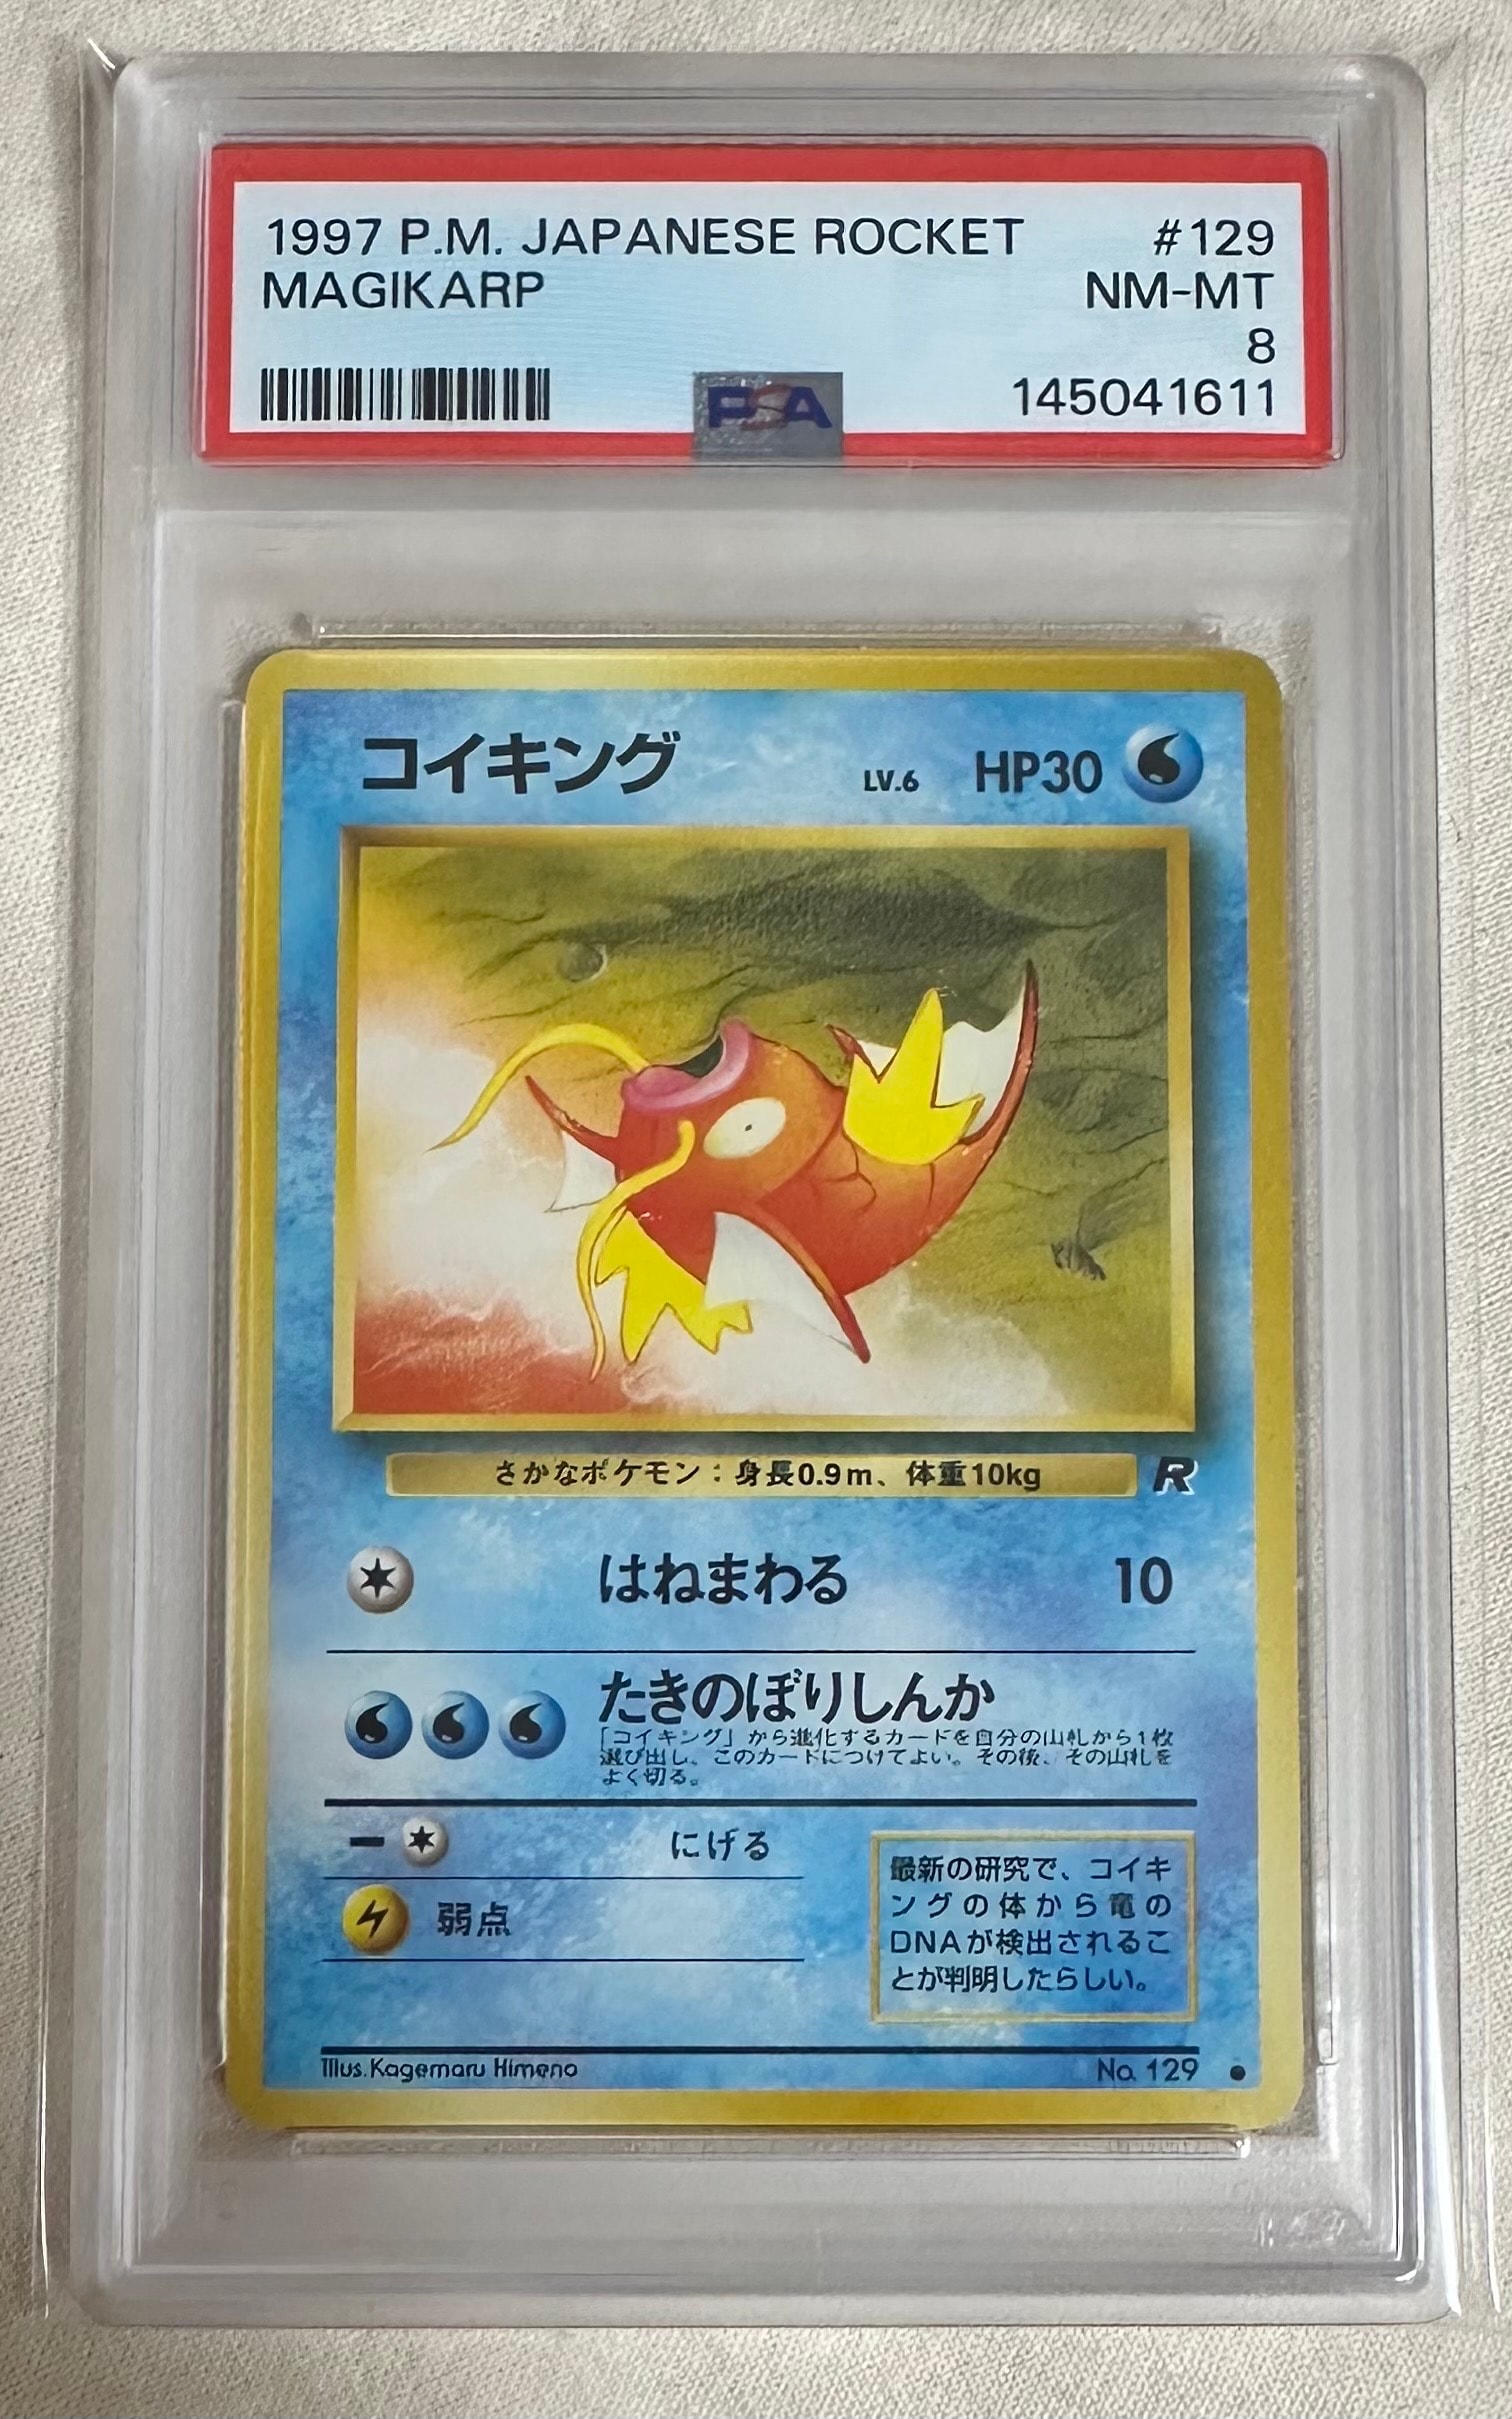 1997 P.M. JAPANESE ROCKET #129
MAGIKARP NM-MT
8
PSA 145041611
コイキング LV.6 HP30
さかなポケモン：身長0.9m、体重10kg R
はねまわる 10
たきのぼりしんか
「コイキング」から進化するカードを自分の山札から1枚
選び出し、このカードにつけてよい。その後、その山札を
よく切る。
にげる
弱点
最新の研究で、コイキ
ングの体から竜の
DNAが検出されるこ
とが判明したらしい。
Illus.Kagemaru Himeno No. 129